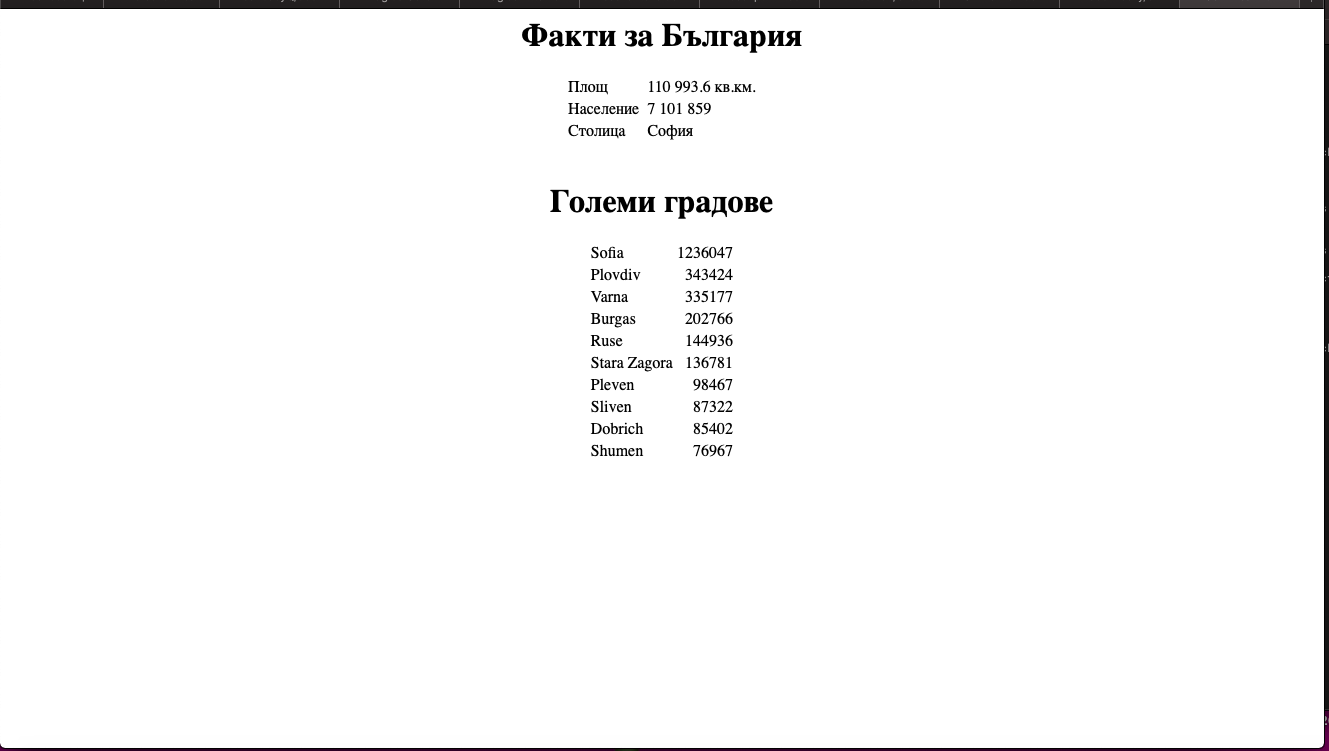 Факти за България
Площ 110 993.6 кв.км.
Население 7 101 859
Столица София
Големи градове
Sofia 1236047
Plovdiv 343424
Varna 335177
Burgas 202766
Ruse 144936
Stara Zagora 136781
Pleven 98467
Sliven 87322
Dobrich 85402
Shumen 76967